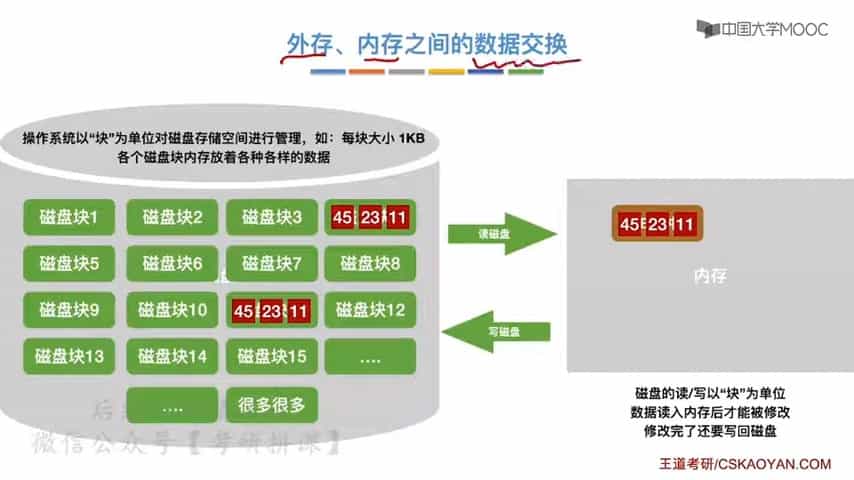 中国大学MOOC
外存、内存之间的数据交换
操作系统以“块”为单位对磁盘存储空间进行管理，如：每块大小 1KB
各个磁盘块内存放着各种各样的数据
磁盘块1
磁盘块2
磁盘块3
45 23 11
磁盘块5
磁盘块6
磁盘块7
磁盘块8
磁盘块9
磁盘块10
45 23 11
磁盘块12
磁盘块13
磁盘块14
磁盘块15
....
....
很多很多
读磁盘
写磁盘
45 23 11
内存
磁盘的读/写以“块”为单位
数据读入内存后才能被修改
修改完了还要写回磁盘
微信公众号【考研拼课】
王道考研/CSKAOYAN.COM